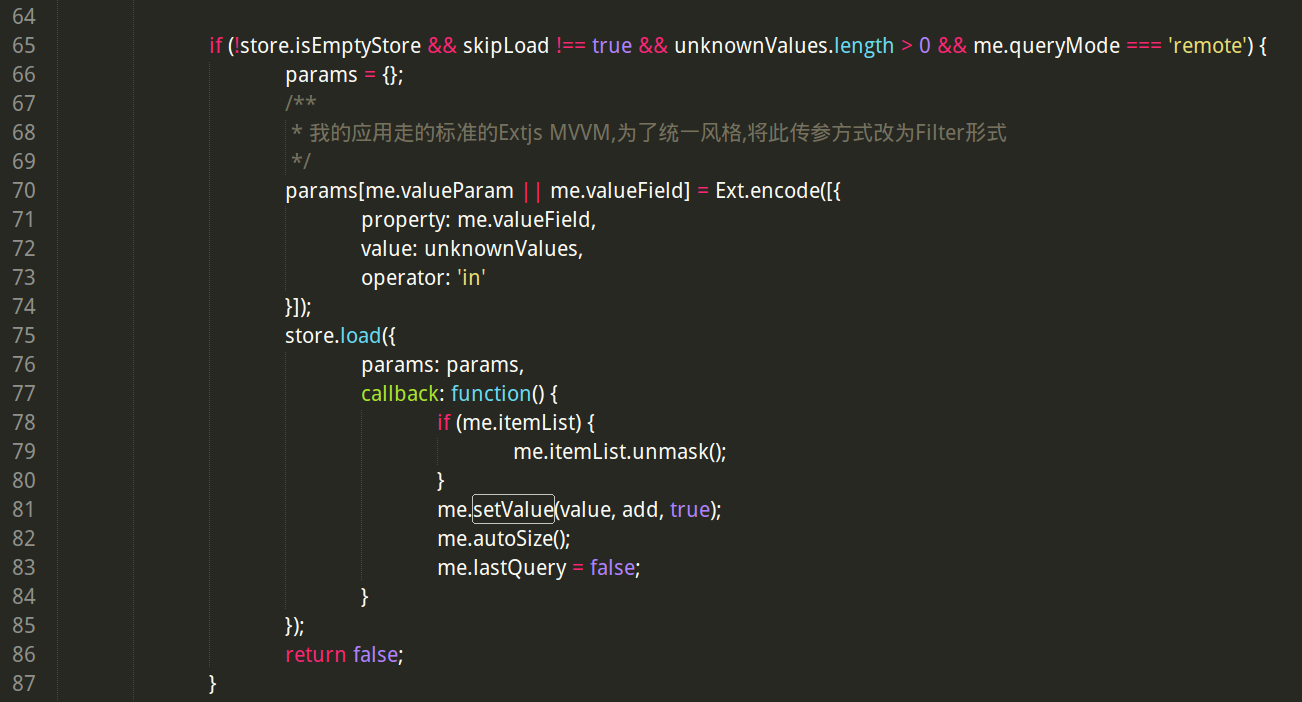 64
65 if (!store.isEmptyStore && skipLoad !== true && unknownValues.length > 0 && me.queryMode === 'remote') {
66 params = {};
67 /**
68 * 我的应用走的标准的Extjs MVVM,为了统一风格,将此传参方式改为Filter形式
69 */
70 params[me.valueParam || me.valueField] = Ext.encode([{
71 property: me.valueField,
72 value: unknownValues,
73 operator: 'in'
74 }]);
75 store.load({
76 params: params,
77 callback: function() {
78 if (me.itemList) {
79 me.itemList.unmask();
80 }
81 me.setValue(value, add, true);
82 me.autoSize();
83 me.lastQuery = false;
84 }
85 });
86 return false;
87 }